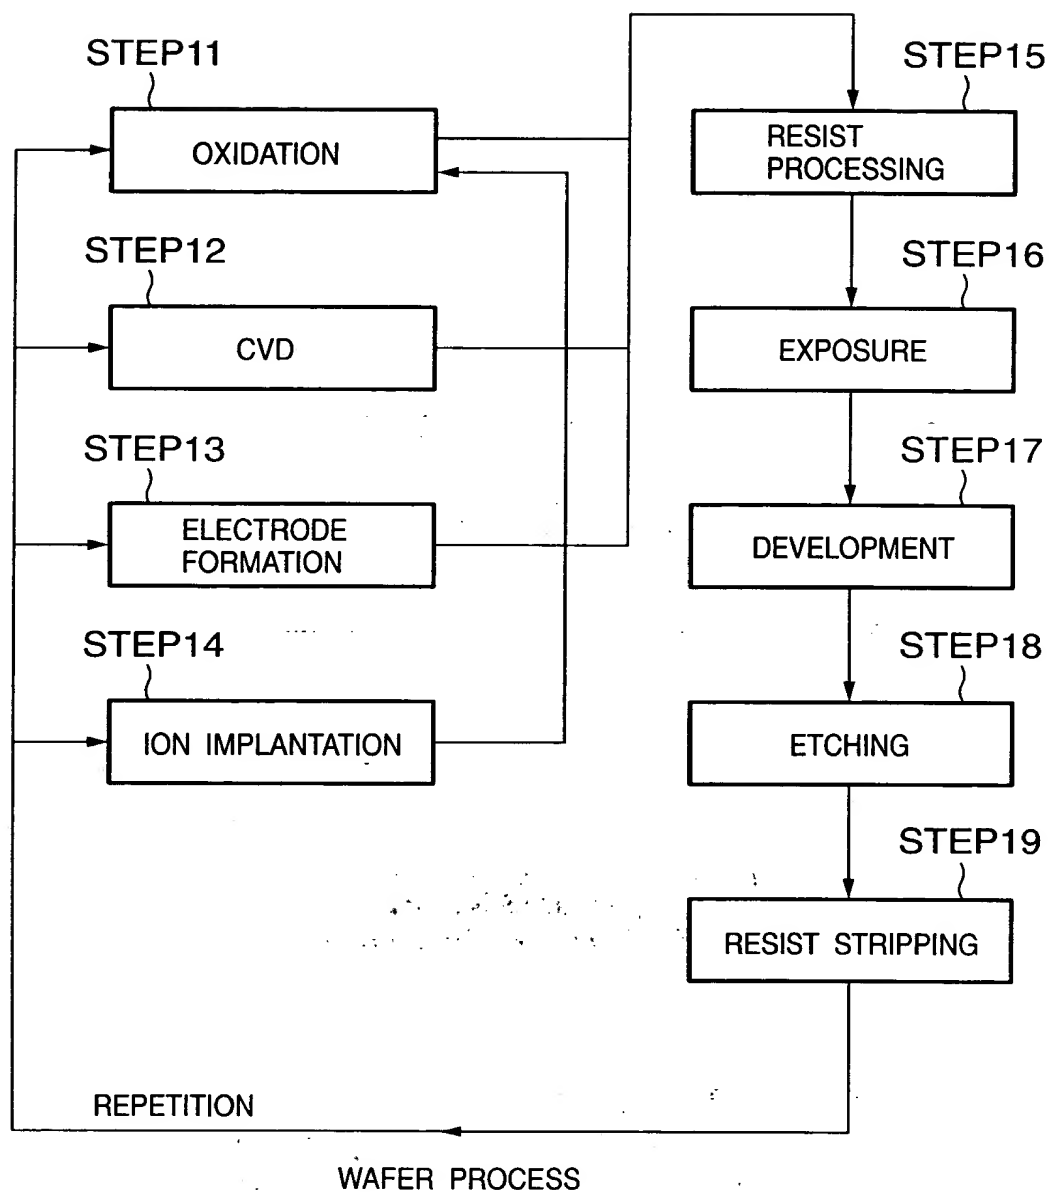 STEP11
OXIDATION
STEP12
CVD
STEP13
ELECTRODE
FORMATION
STEP14
ION IMPLANTATION
STEP15
RESIST
PROCESSING
STEP16
EXPOSURE
STEP17
DEVELOPMENT
STEP18
ETCHING
STEP19
RESIST STRIPPING
REPETITION
WAFER PROCESS